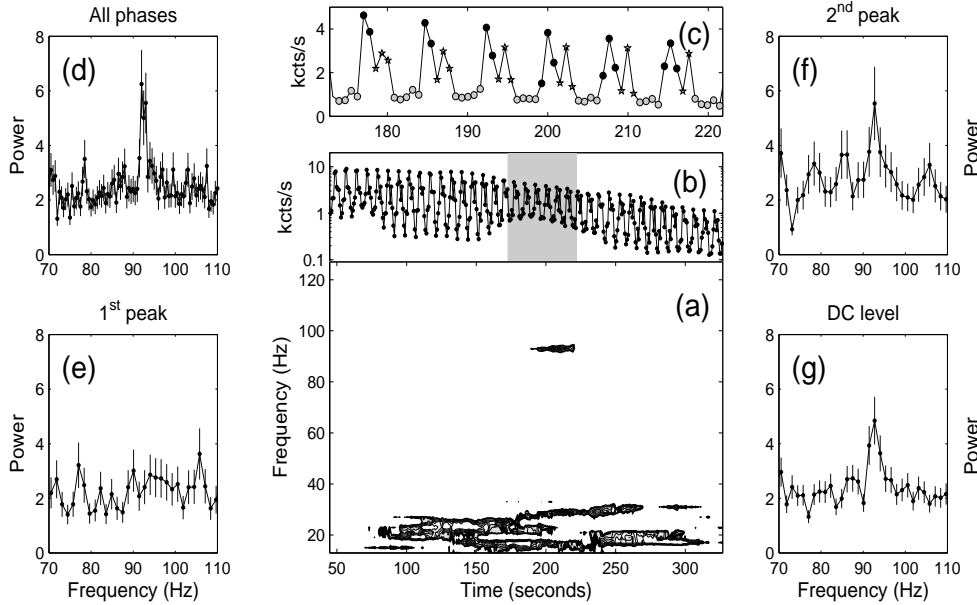 All phases
(d)
Power
8
6
4
2
0
70 80 90 100 110
1st peak
(e)
Power
8
6
4
2
0
70 80 90 100 110
Frequency (Hz)
(c)
kcts/s
4
2
0
180 190 200 210 220
(b)
kcts/s
10
1
0.1
(a)
Frequency (Hz)
120
100
80
60
40
20
45 100 150 200 250 300
Time (seconds)
2nd peak
(f)
Power
8
6
4
2
0
70 80 90 100 110
DC level
(g)
Power
8
6
4
2
0
70 80 90 100 110
Frequency (Hz)